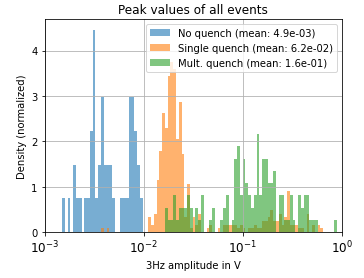 Peak values of all events
No quench (mean: 4.9e-03)
Single quench (mean: 6.2e-02)
Mult. quench (mean: 1.6e-01)
Density (normalized)
4
3
2
1
0
10⁻³ 10⁻² 10⁻¹ 10⁰
3Hz amplitude in V